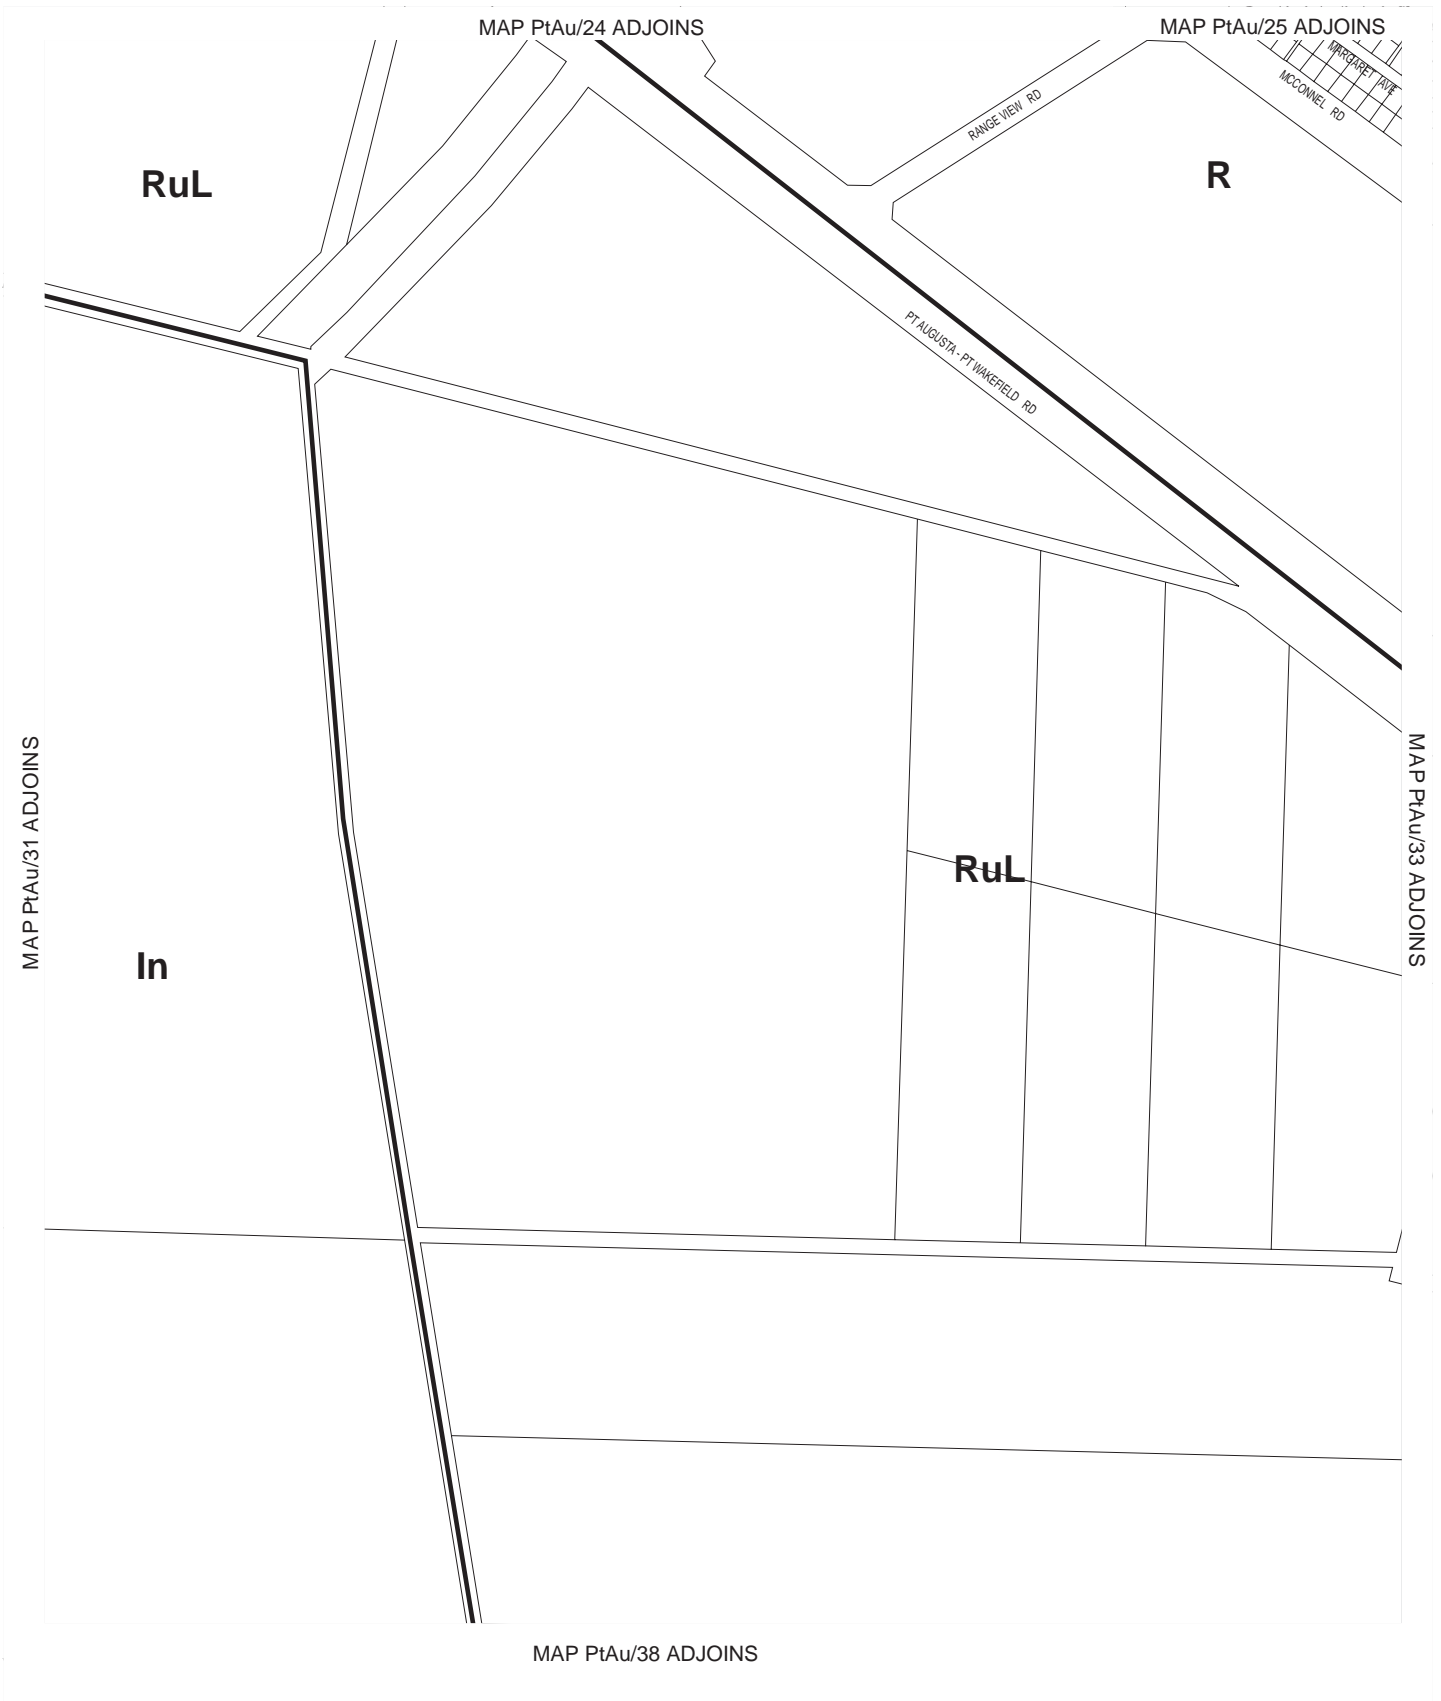 MAP PtAu/24 ADJOINS
MAP PtAu/25 ADJOINS
MARGARET AVE
MCCONNEL RD
RANGE VIEW RD
RuL
R
PT AUGUSTA - PT WAKEFIELD RD
MAP PtAu/31 ADJOINS
MAP PtAu/33 ADJOINS
RuL
In
MAP PtAu/38 ADJOINS